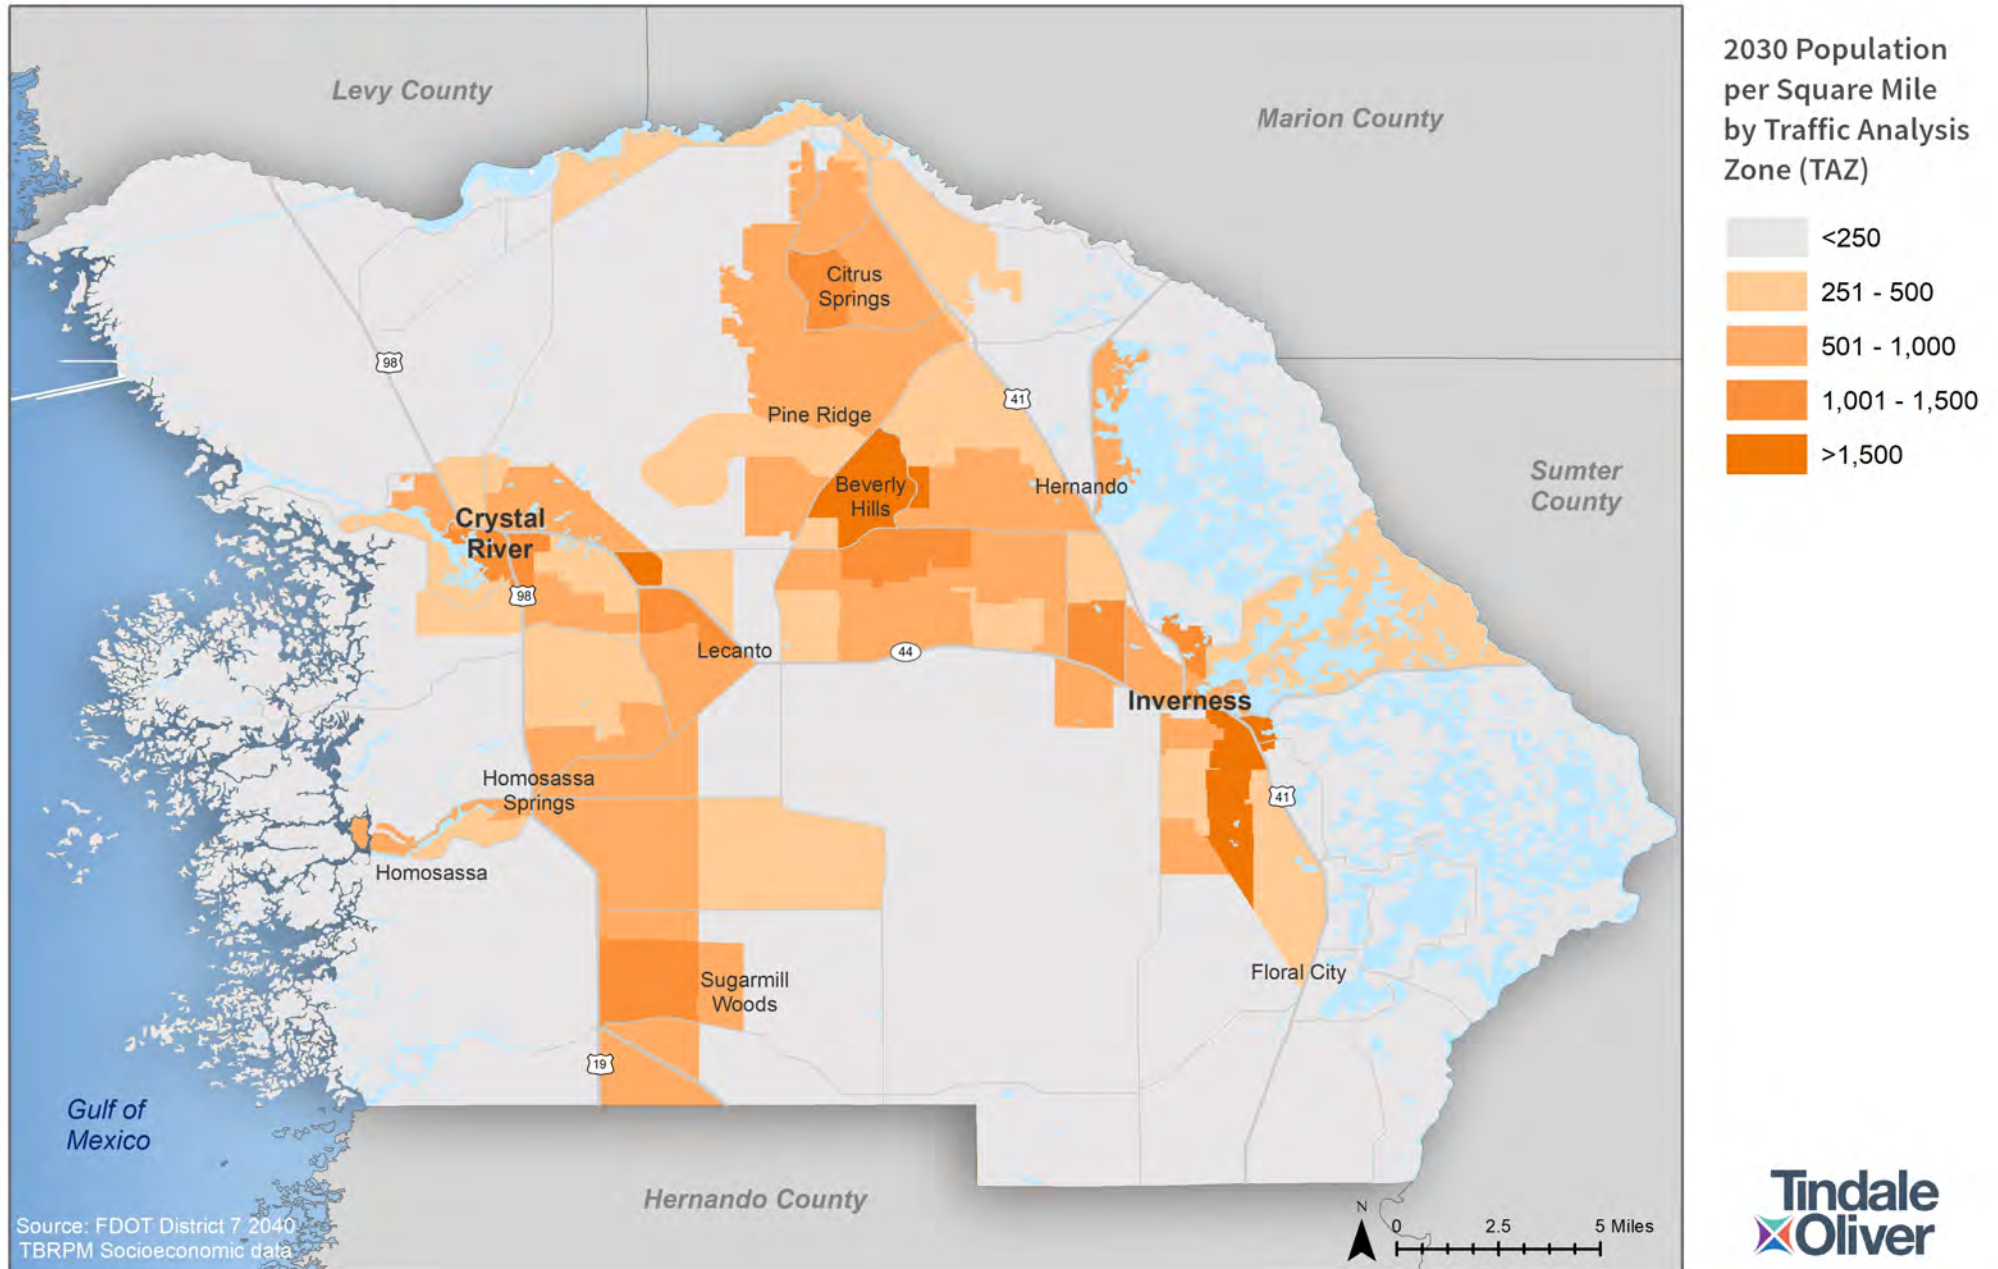 Levy County
Marion County
Sumter
County
Hernando County
Gulf of
Mexico
Citrus
Springs
98
41
Pine Ridge
Beverly
Hills
Hernando
Crystal
River
98
Lecanto
44
Inverness
Homosassa
Springs
41
Homosassa
Floral City
Sugarmill
Woods
19
Source: FDOT District 7 2040
TBRPM Socioeconomic data
N
0 2.5 5 Miles
2030 Population
per Square Mile
by Traffic Analysis
Zone (TAZ)
<250
251 - 500
501 - 1,000
1,001 - 1,500
>1,500
Tindale
Oliver